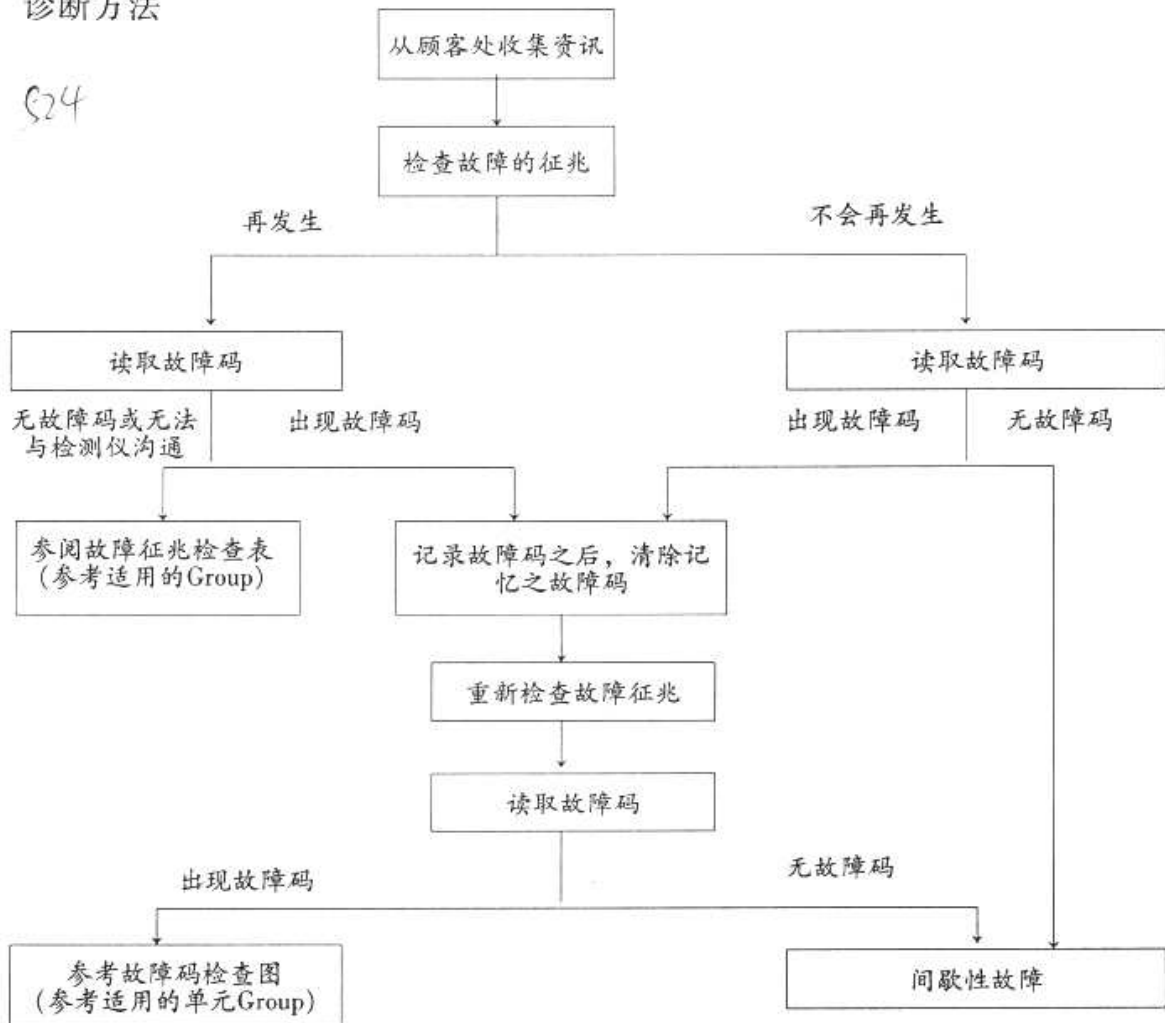 诊断方法
524
从顾客处收集资讯
检查故障的征兆
再发生
不会再发生
读取故障码
读取故障码
无故障码或无法
与检测仪沟通
出现故障码
出现故障码
无故障码
参阅故障征兆检查表
(参考适用的Group)
记录故障码之后，清除记
忆之故障码
重新检查故障征兆
读取故障码
出现故障码
无故障码
参考故障码检查图
(参考适用的单元Group)
间歇性故障